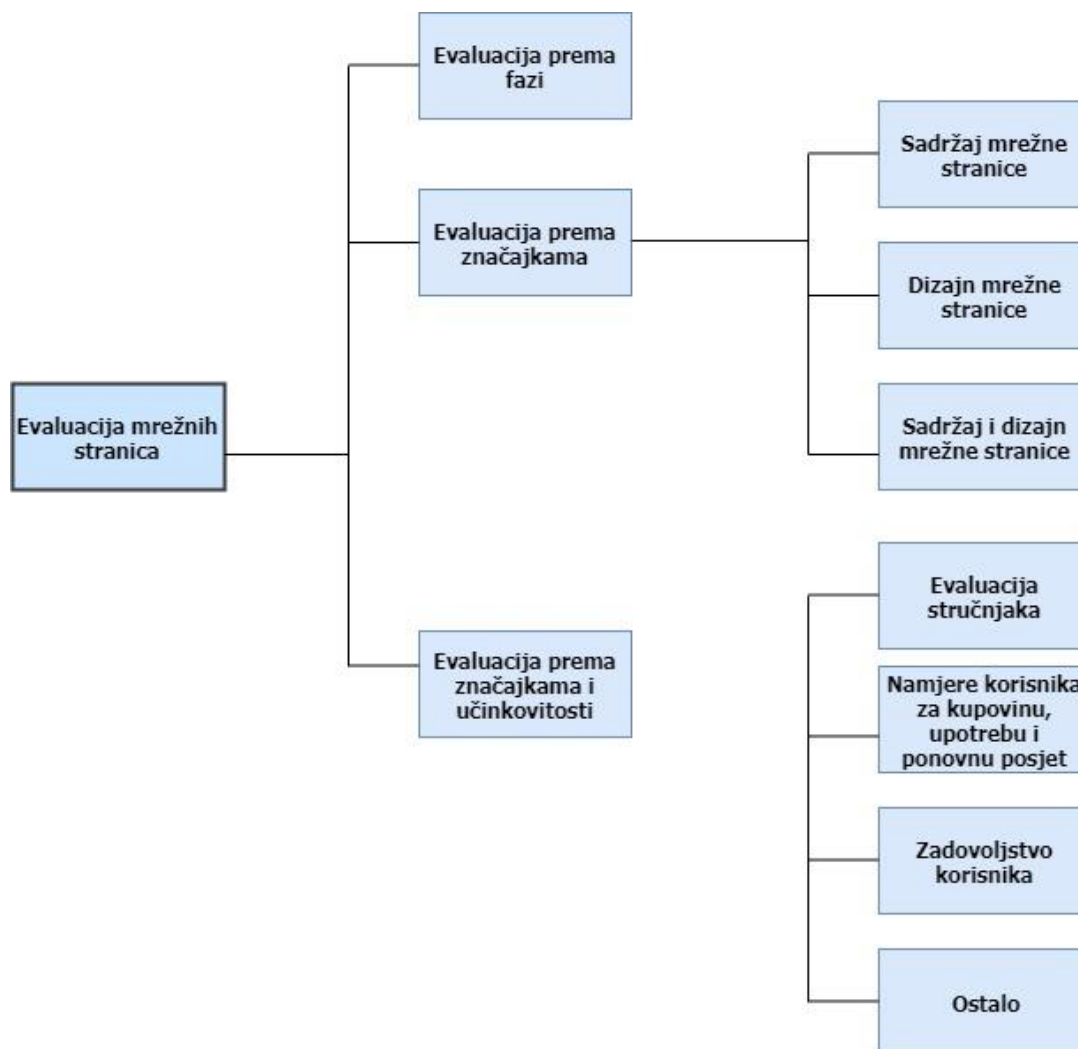 Evaluacija prema
fazi
Sadržaj mrežne
stranice
Evaluacija prema
značajkama
Dizajn mrežne
stranice
Evaluacija mrežnih
stranica
Sadržaj i dizajn
mrežne stranice
Evaluacija
stručnjaka
Evaluacija prema
značajkama i
učinkovitosti
Namjere korisnika
za kupovinu,
upotrebu i
ponovnu posjet
Zadovoljstvo
korisnika
Ostalo